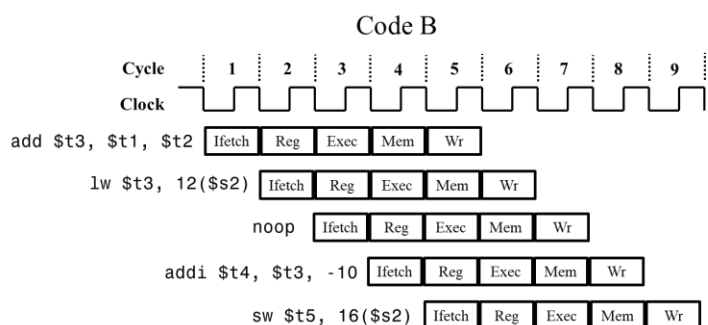 Code B
Cycle 1 2 3 4 5 6 7 8 9
Clock
add $t3, $t1, $t2 Ifetch Reg Exec Mem Wr
lw $t3, 12($s2) Ifetch Reg Exec Mem Wr
noop Ifetch Reg Exec Mem Wr
addi $t4, $t3, -10 Ifetch Reg Exec Mem Wr
sw $t5, 16($s2) Ifetch Reg Exec Mem Wr